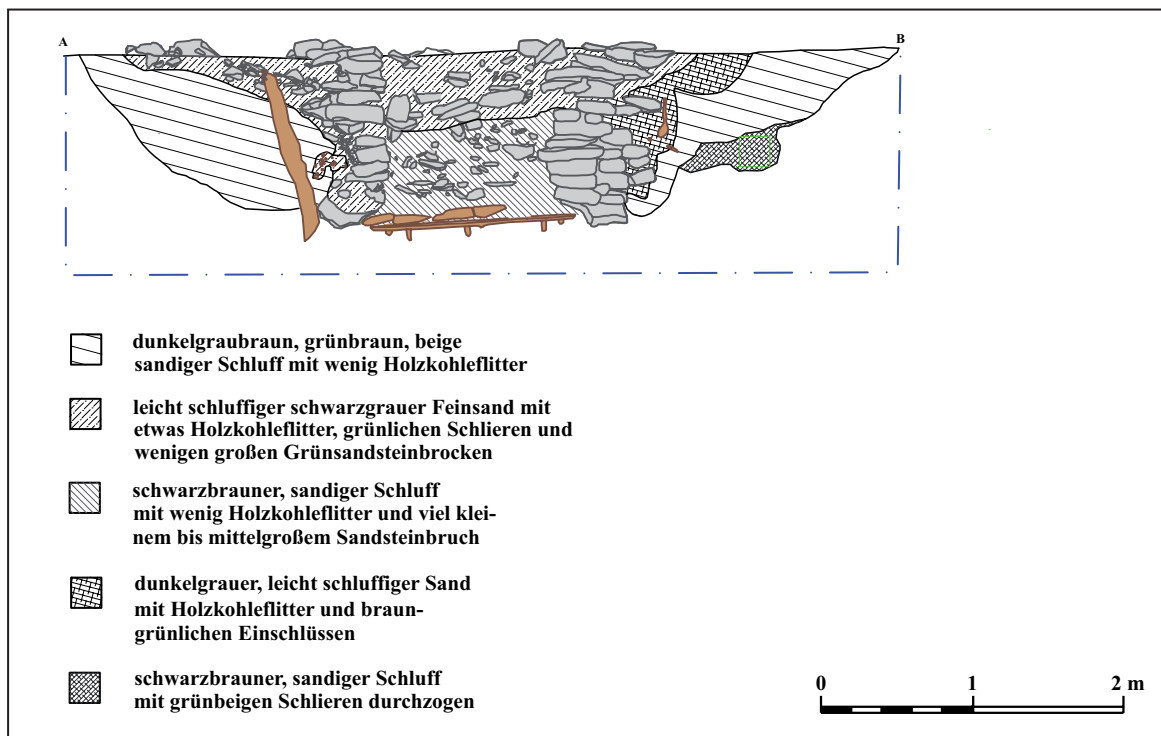 A
B
dunkelgraubraun, grünbraun, beige
sandiger Schluff mit wenig Holzkohleflitter
leicht schluffiger schwarzgrauer Feinsand mit
etwas Holzkohleflitter, grünlichen Schlieren und
wenigen großen Grünsandsteinbrocken
schwarzbrauner, sandiger Schluff
mit wenig Holzkohleflitter und viel klei-
nem bis mittelgroßem Sandsteinbruch
dunkelgrauer, leicht schluffiger Sand
mit Holzkohleflitter und braun-
grünlichen Einschlüssen
schwarzbrauner, sandiger Schluff
mit grünbeigen Schlieren durchzogen
0 1 2 m